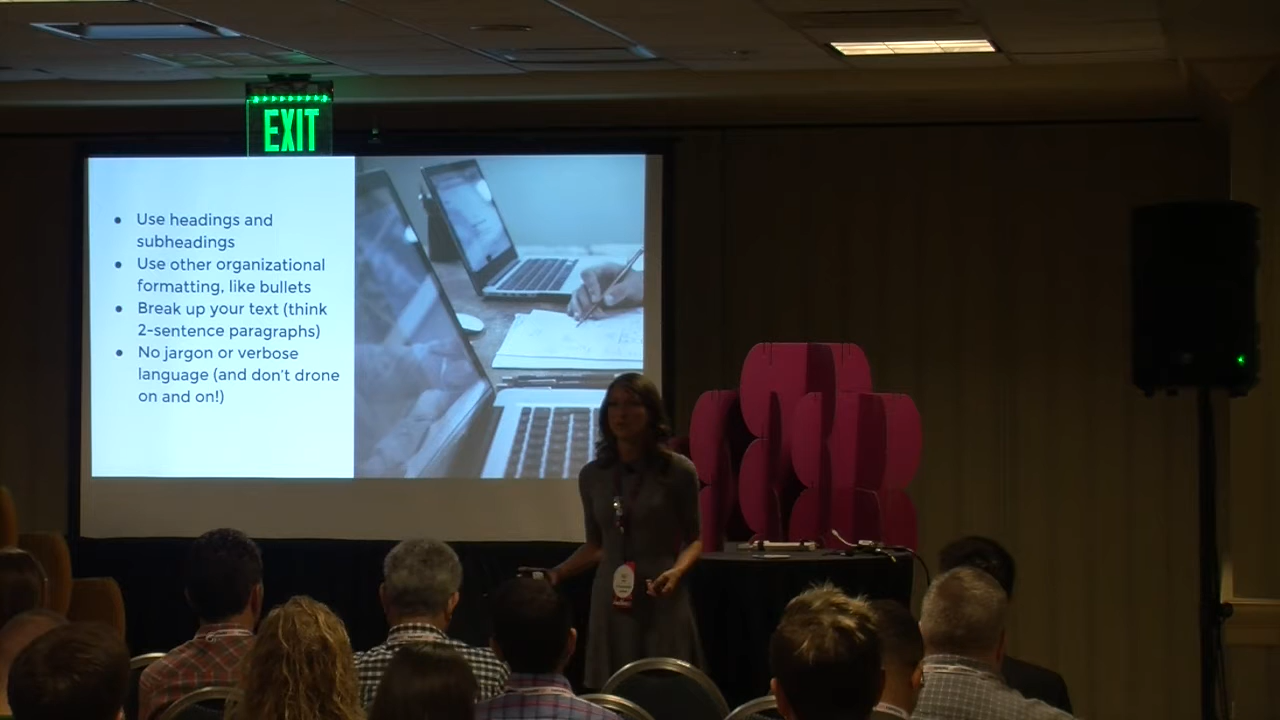 EXIT
● Use headings and
subheadings
● Use other organizational
formatting, like bullets
● Break up your text (think
2-sentence paragraphs)
● No jargon or verbose
language (and don't drone
on and on!)